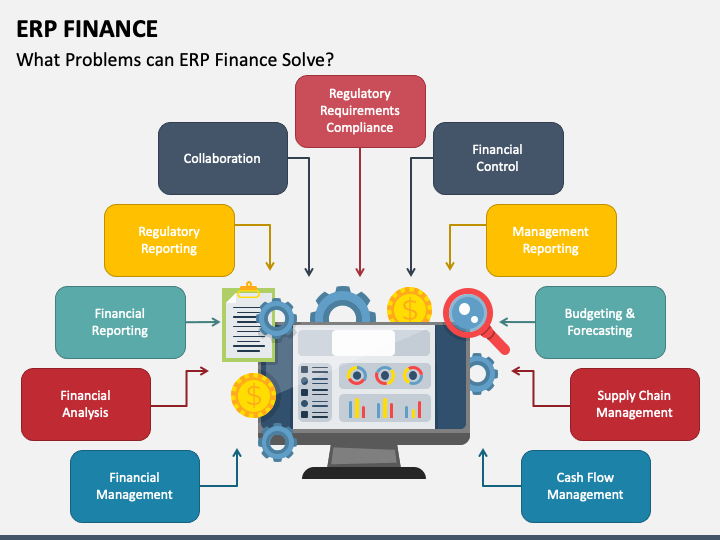 ERP FINANCE
What Problems can ERP Finance Solve?
Regulatory
Requirements
Compliance
Collaboration
Financial
Control
Regulatory
Reporting
Management
Reporting
Financial
Reporting
Budgeting &
Forecasting
Financial
Analysis
Supply Chain
Management
Financial
Management
Cash Flow
Management
$
$